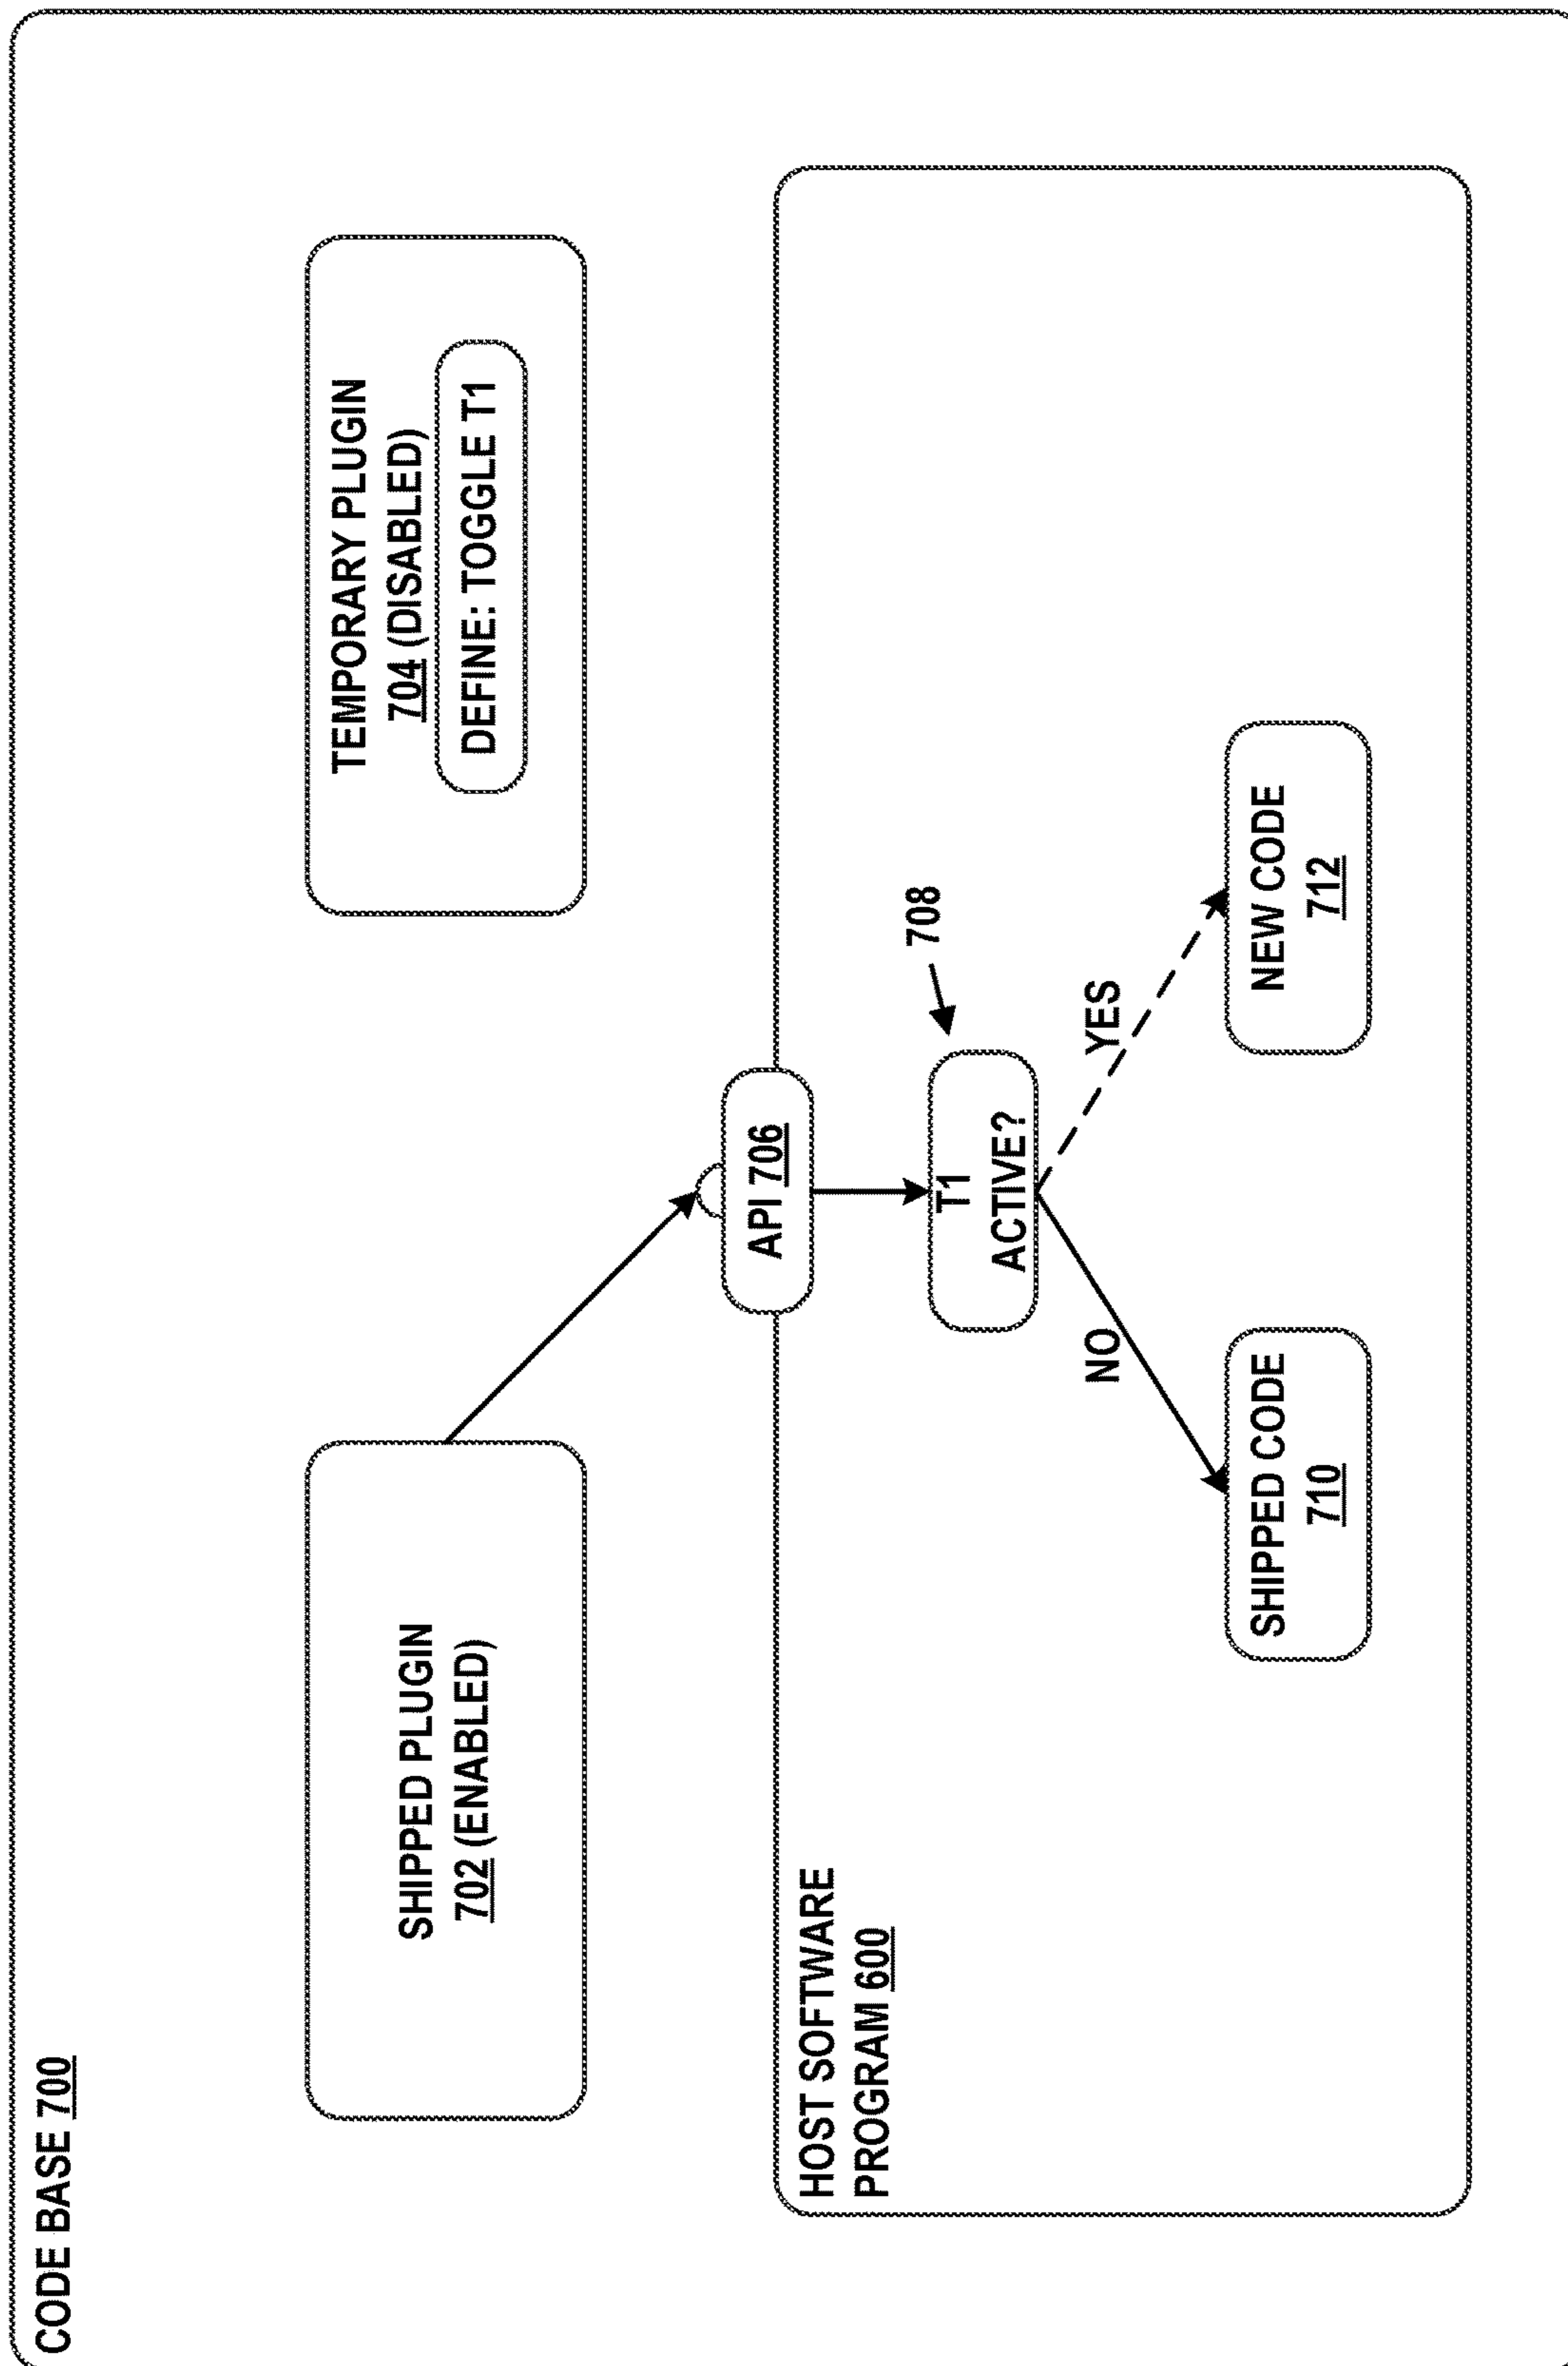 CODE BASE 700
SHIPPED PLUGIN
702 (ENABLED)
TEMPORARY PLUGIN
704 (DISABLED)
DEFINE: TOGGLE T1
HOST SOFTWARE
PROGRAM 600
API 706
T1
ACTIVE?
708
NO
YES
SHIPPED CODE
710
NEW CODE
712